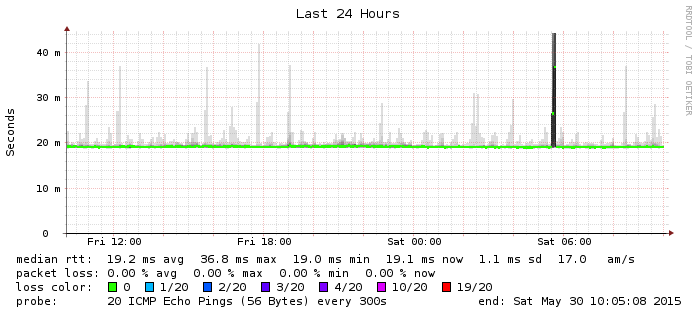 Last 24 Hours
RRDTOOL / TOBI OETIKER
Seconds
40 m
30 m
20 m
10 m
0
Fri 12:00 Fri 18:00 Sat 00:00 Sat 06:00
median rtt: 19.2 ms avg 36.8 ms max 19.0 ms min 19.1 ms now 1.1 ms sd 17.0 am/s
packet loss: 0.00 % avg 0.00 % max 0.00 % min 0.00 % now
loss color: 0 1/20 2/20 3/20 4/20 10/20 19/20
probe: 20 ICMP Echo Pings (56 Bytes) every 300s end: Sat May 30 10:05:08 2015